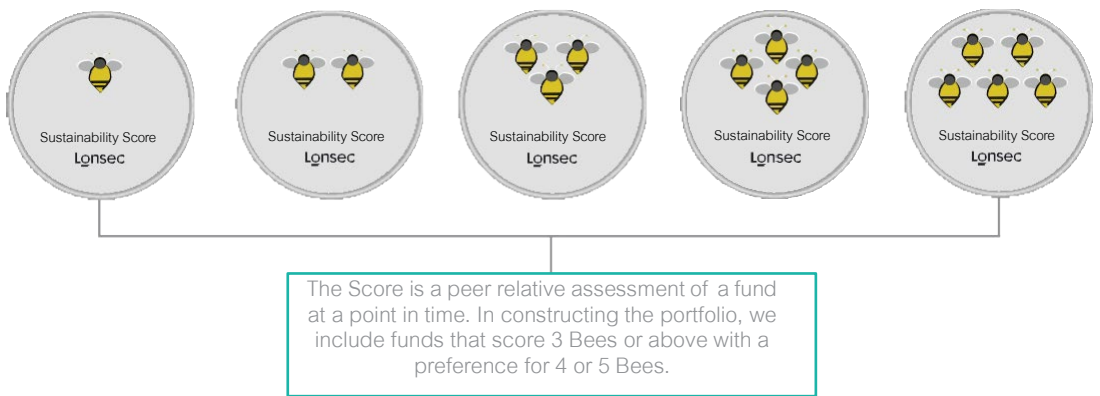 Sustainability Score
Lonsec
Sustainability Score
Lonsec
Sustainability Score
Lonsec
Sustainability Score
Lonsec
Sustainability Score
Lonsec
The Score is a peer relative assessment of a fund
at a point in time. In constructing the portfolio, we
include funds that score 3 Bees or above with a
preference for 4 or 5 Bees.